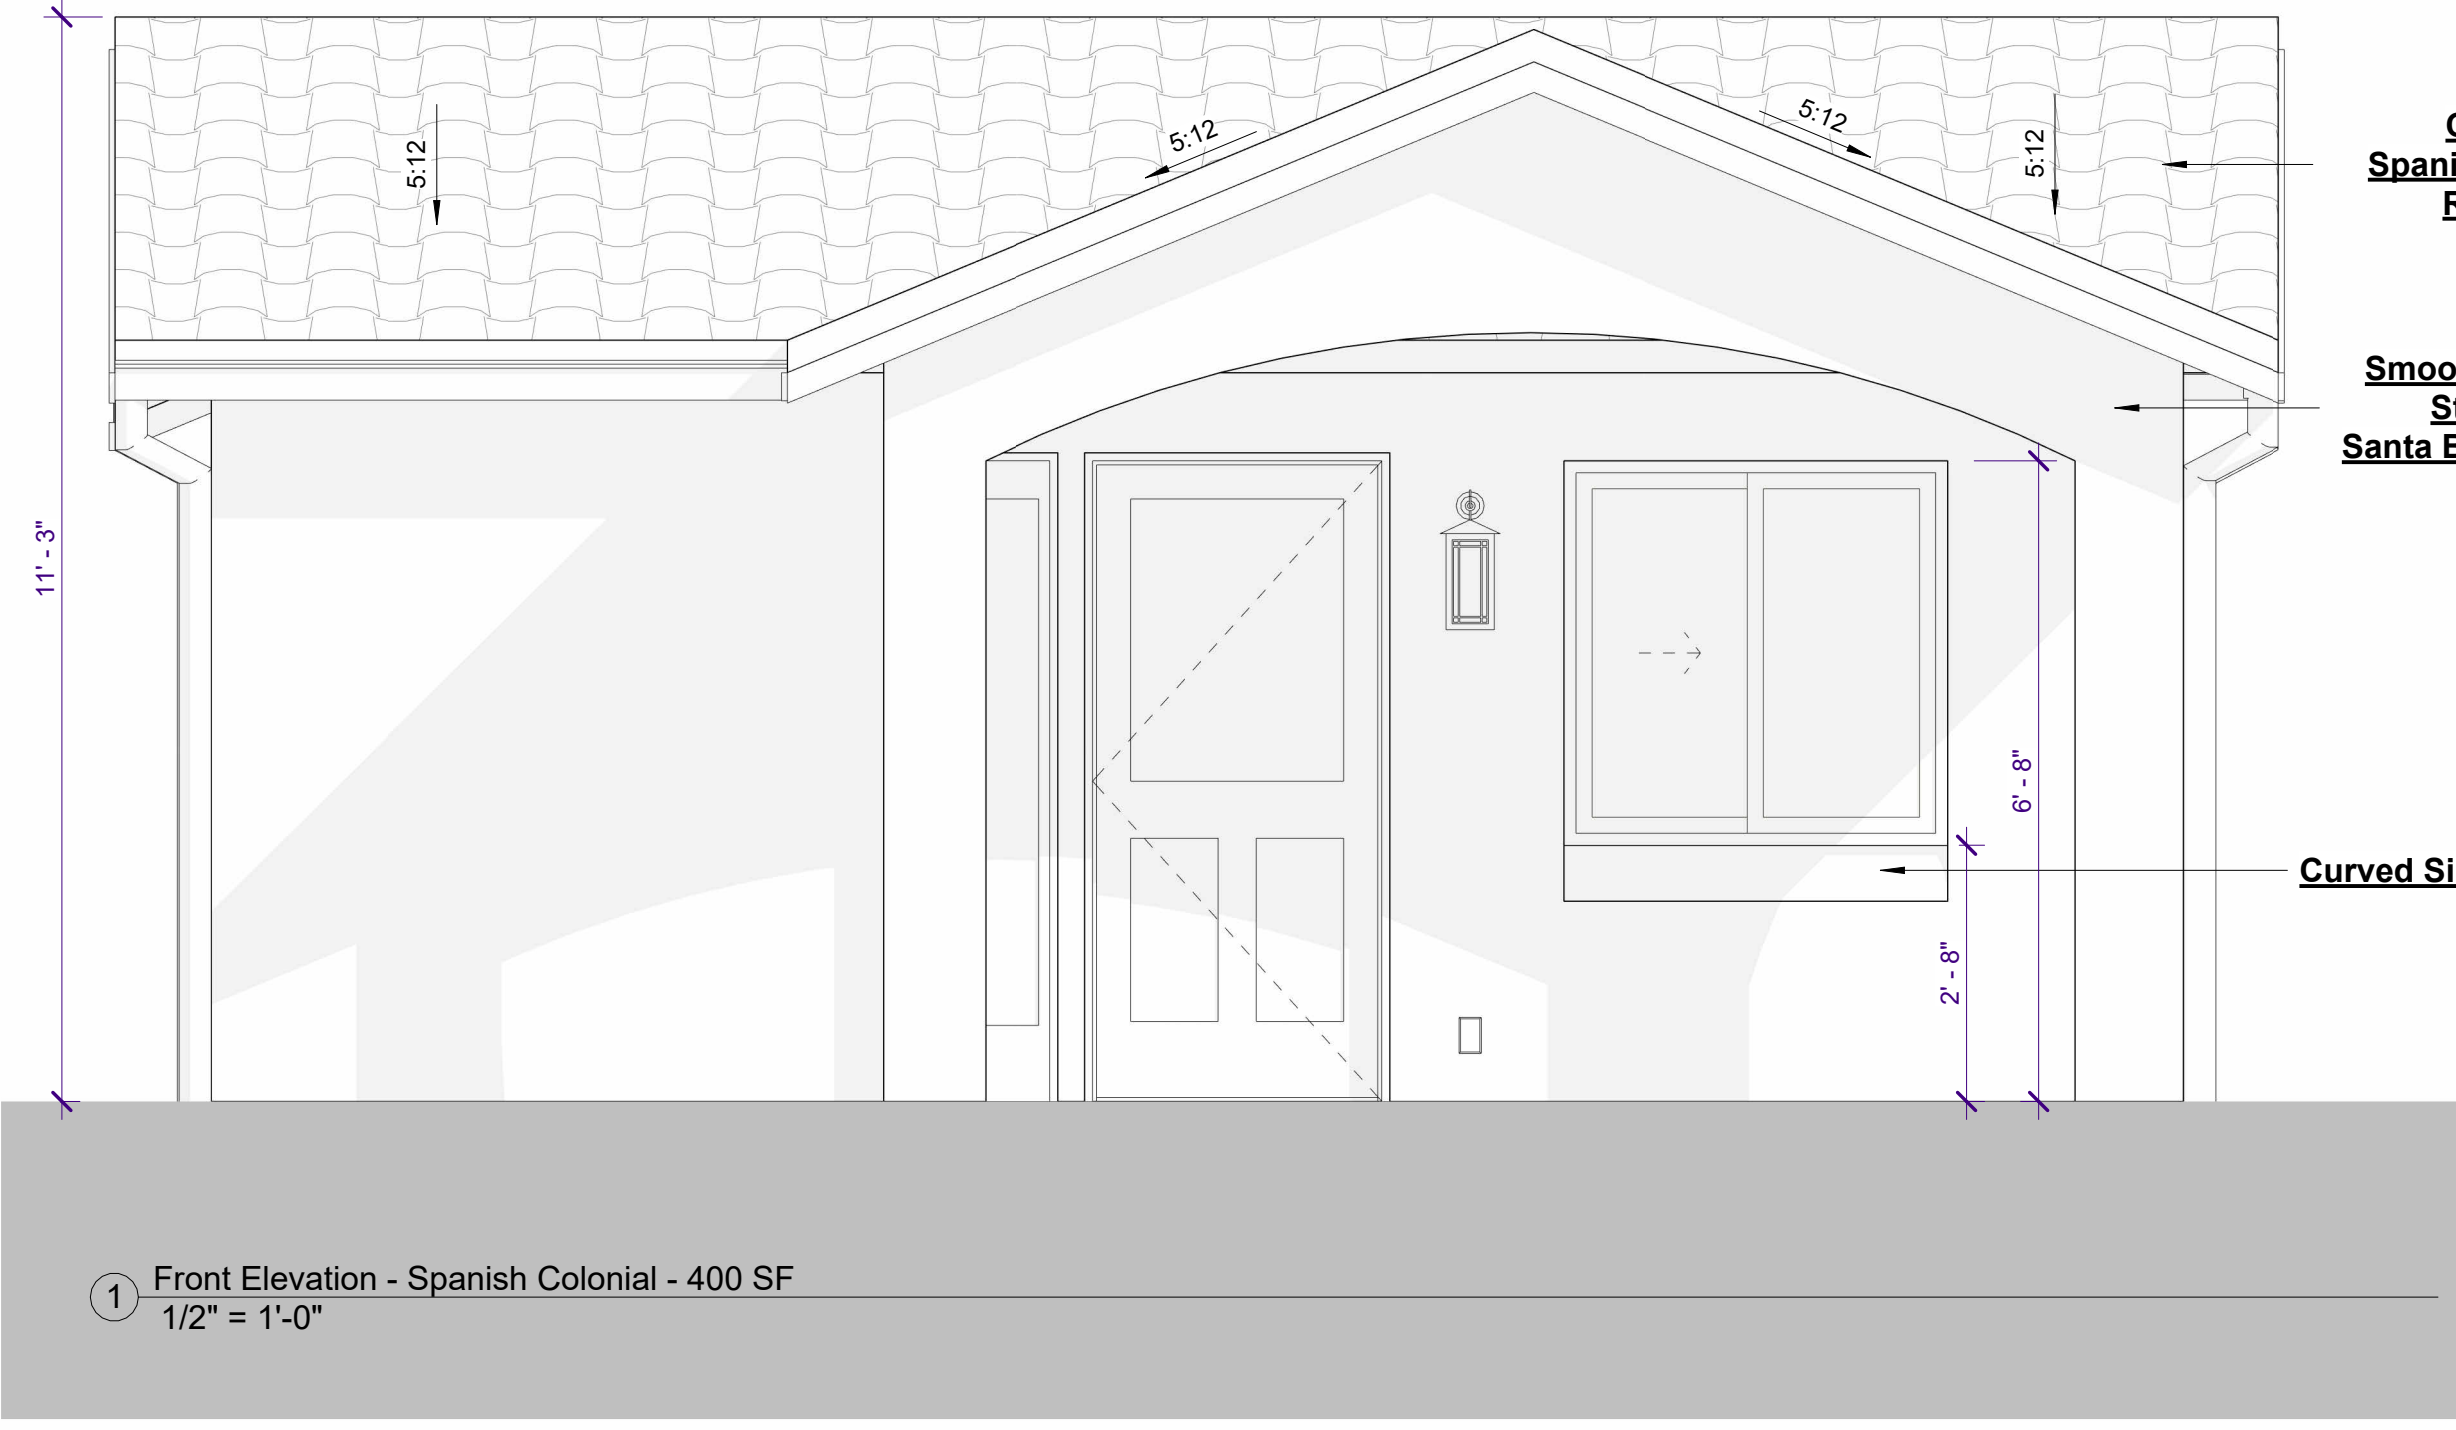 5:12
5:12
5:12
5:12
Spani
Smoo
St
Santa B
11' - 3"
6' - 8"
Curved Si
2' - 8"
1
Front Elevation - Spanish Colonial - 400 SF
1/2" = 1'-0"